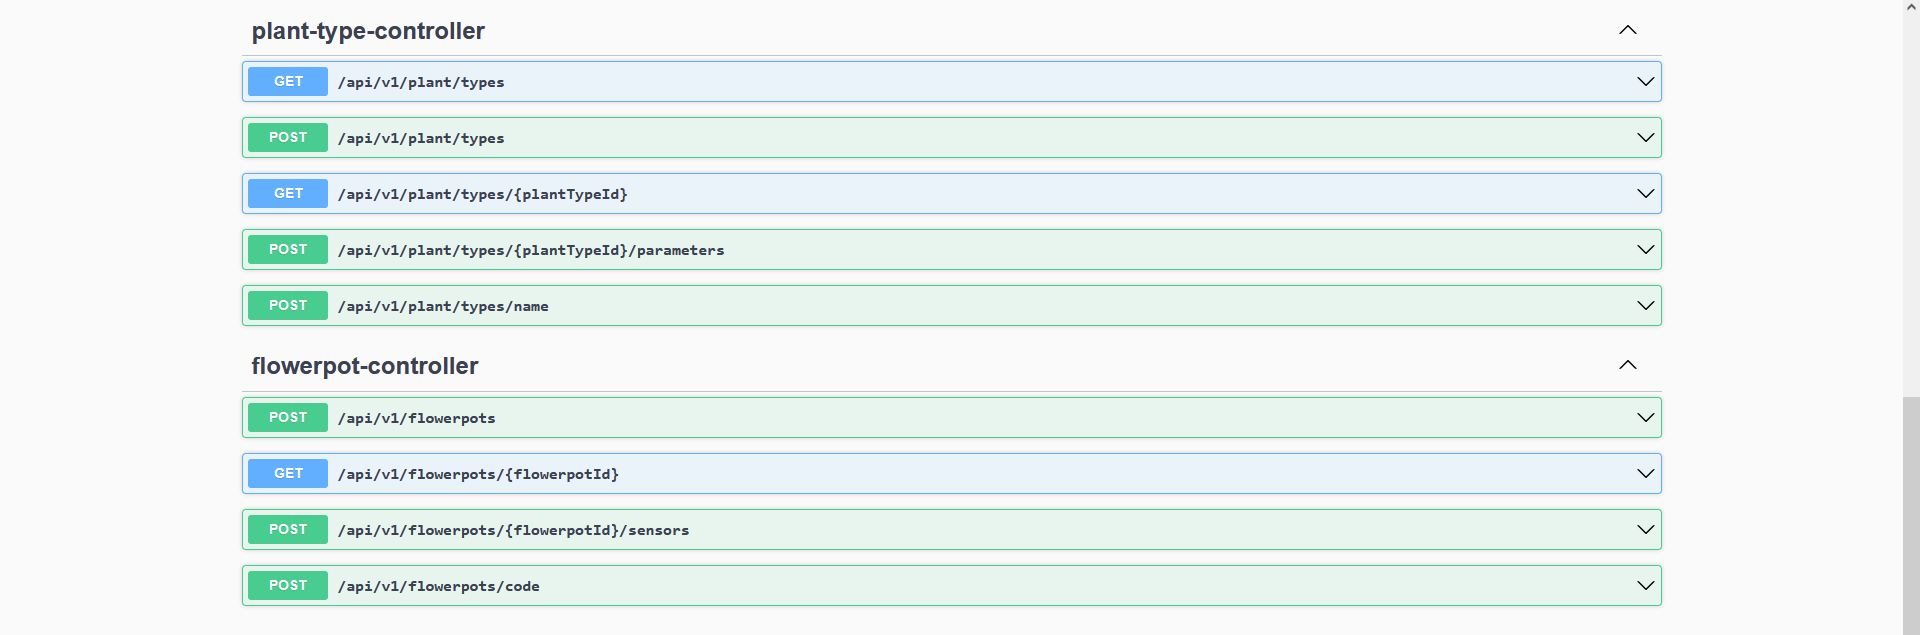 plant-type-controller
GET /api/v1/plant/types
POST /api/v1/plant/types
GET /api/v1/plant/types/{plantTypeId}
POST /api/v1/plant/types/{plantTypeId}/parameters
POST /api/v1/plant/types/name
flowerpot-controller
POST /api/v1/flowerpots
GET /api/v1/flowerpots/{flowerpotId}
POST /api/v1/flowerpots/{flowerpotId}/sensors
POST /api/v1/flowerpots/code